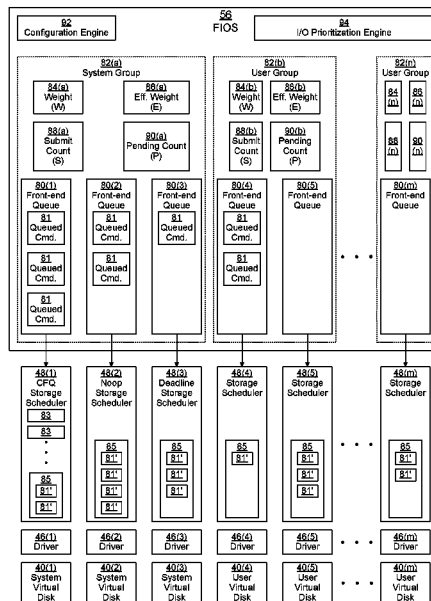 56
FIOS
92
Configuration Engine
94
I/O Prioritization Engine
82(a)
System Group
84(a)
Weight
(W)
86(a)
Eff. Weight
(E)
88(a)
Submit
Count
(S)
90(a)
Pending Count
(P)
82(b)
User Group
84(b)
Weight
(W)
86(b)
Eff. Weight
(E)
88(b)
Submit
Count
(S)
90(b)
Pending
Count
(P)
82(n)
User Group
84
(n)
86
(n)
88
(n)
90
(n)
80(1)
Front-end
Queue
81
Queued
Cmd.
81
Queued
Cmd.
81
Queued
Cmd.
80(2)
Front-end
Queue
81
Queued
Cmd.
81
Queued
Cmd.
80(3)
Front-end
Queue
81
Queued
Cmd.
80(4)
Front-end
Queue
81
Queued
Cmd.
81
Queued
Cmd.
80(5)
Front-end
Queue
80(m)
Front-end
Queue
48(1)
CFQ
Storage
Scheduler
83
83
85
81'
81'
48(2)
Noop
Storage
Scheduler
85
81'
81'
81'
81'
48(3)
Deadline
Storage
Scheduler
85
81'
81'
81'
48(4)
Storage
Scheduler
85
81'
48(5)
Storage
Scheduler
85
81'
81'
81'
48(m)
Storage
Scheduler
85
81'
81'
46(1)
Driver
46(2)
Driver
46(3)
Driver
46(4)
Driver
46(5)
Driver
46(m)
Driver
40(1)
System
Virtual
Disk
40(2)
System
Virtual
Disk
40(3)
System
Virtual
Disk
40(4)
User
Virtual
Disk
40(5)
User
Virtual
Disk
40(m)
User
Virtual
Disk